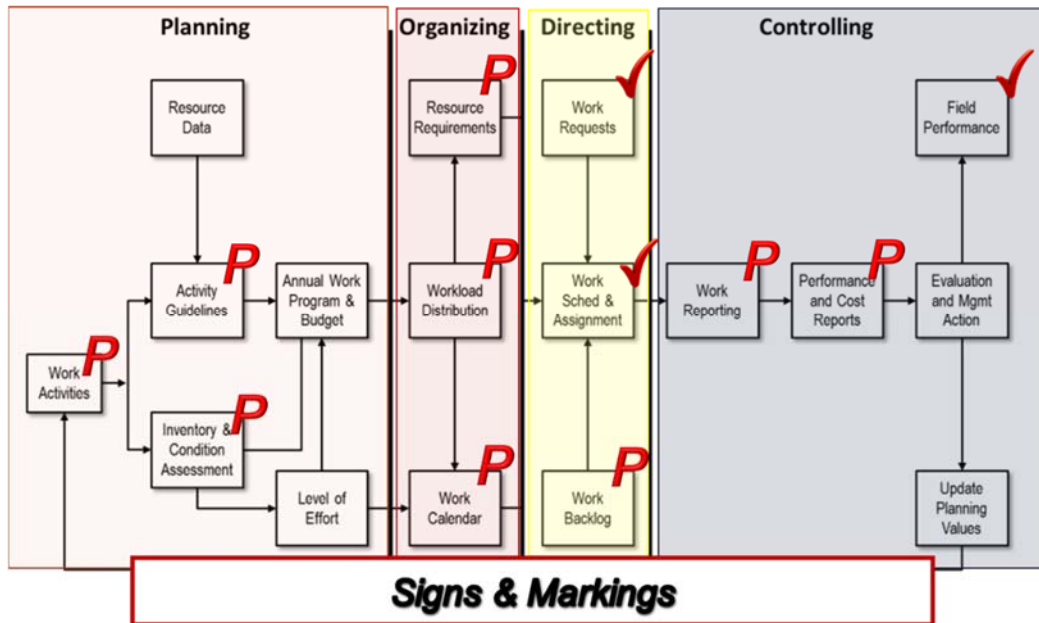 Planning
Organizing
Directing
Controlling
Resource
Data
P
Resource
Requirements
Work
Requests
Field
Performance
P
Activity
Guidelines
Annual Work
Program &
Budget
P
Workload
Distribution
Work
Sched &
Assignment
P
Work
Reporting
P
Performance
and Cost
Reports
Evaluation
and Mgmt
Action
P
Work
Activities
P
Inventory &
Condition
Assessment
Level of
Effort
P
Work
Calendar
P
Work
Backlog
Update
Planning
Values
Signs & Markings